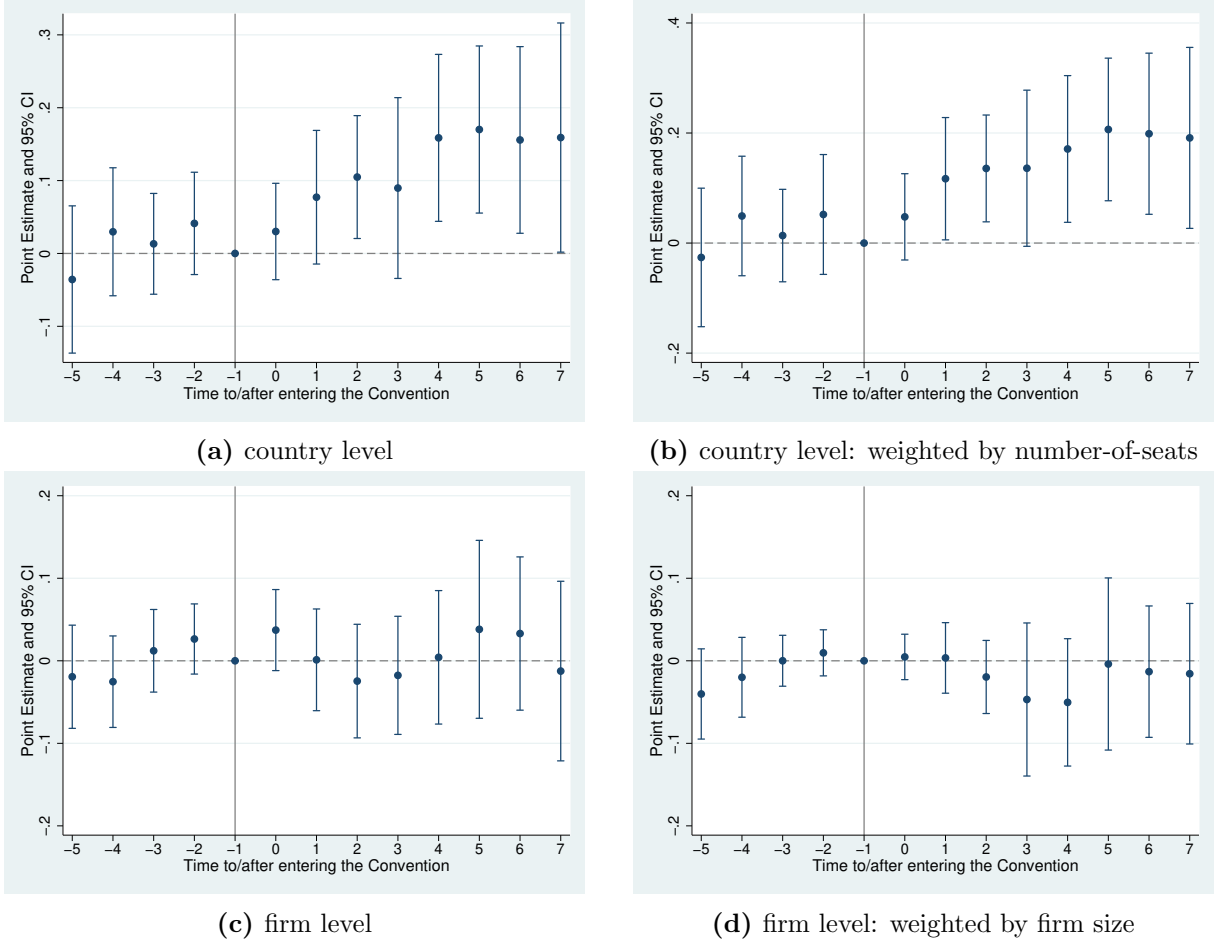 Point Estimate and 95% CI
.3
.2
.1
0
-.1
−5 −4 −3 −2 −1 0 1 2 3 4 5 6 7
Time to/after entering the Convention
(a) country level
Point Estimate and 95% CI
.4
.2
0
-.2
−5 −4 −3 −2 −1 0 1 2 3 4 5 6 7
Time to/after entering the Convention
(b) country level: weighted by number-of-seats
Point Estimate and 95% CI
.2
.1
0
-.1
-.2
−5 −4 −3 −2 −1 0 1 2 3 4 5 6 7
Time to/after entering the Convention
(c) firm level
Point Estimate and 95% CI
.2
.1
0
-.1
-.2
−5 −4 −3 −2 −1 0 1 2 3 4 5 6 7
Time to/after entering the Convention
(d) firm level: weighted by firm size